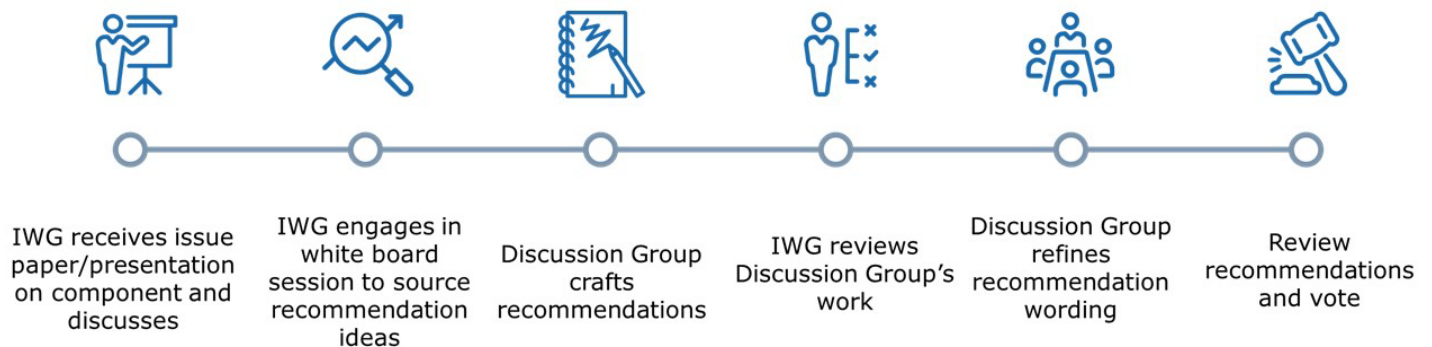 IWG receives issue
paper/presentation
on component and
discusses
IWG engages in
white board
session to source
recommendation
ideas
Discussion Group
crafts
recommendations
IWG reviews
Discussion Group’s
work
Discussion Group
refines
recommendation
wording
Review
recommendations
and vote